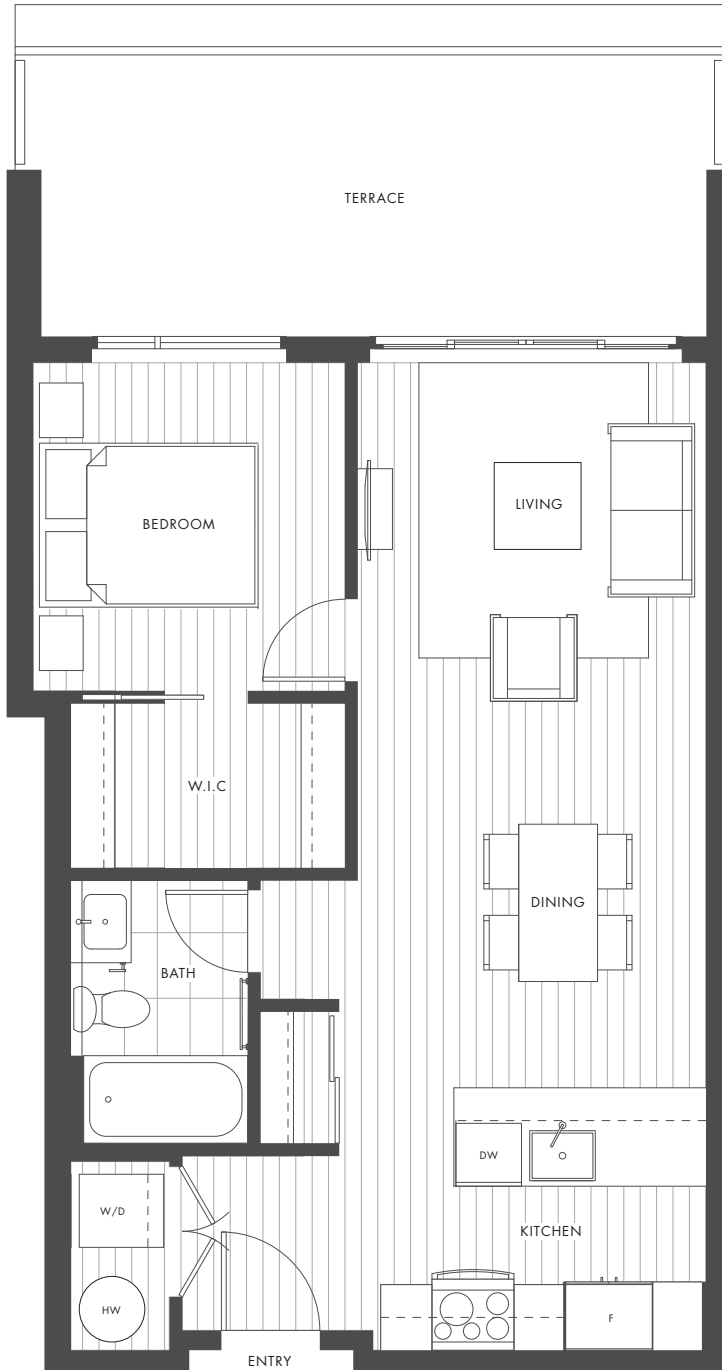 TERRACE
BEDROOM
LIVING
W.I.C
DINING
BATH
DW
W/D
KITCHEN
HW
F
ENTRY